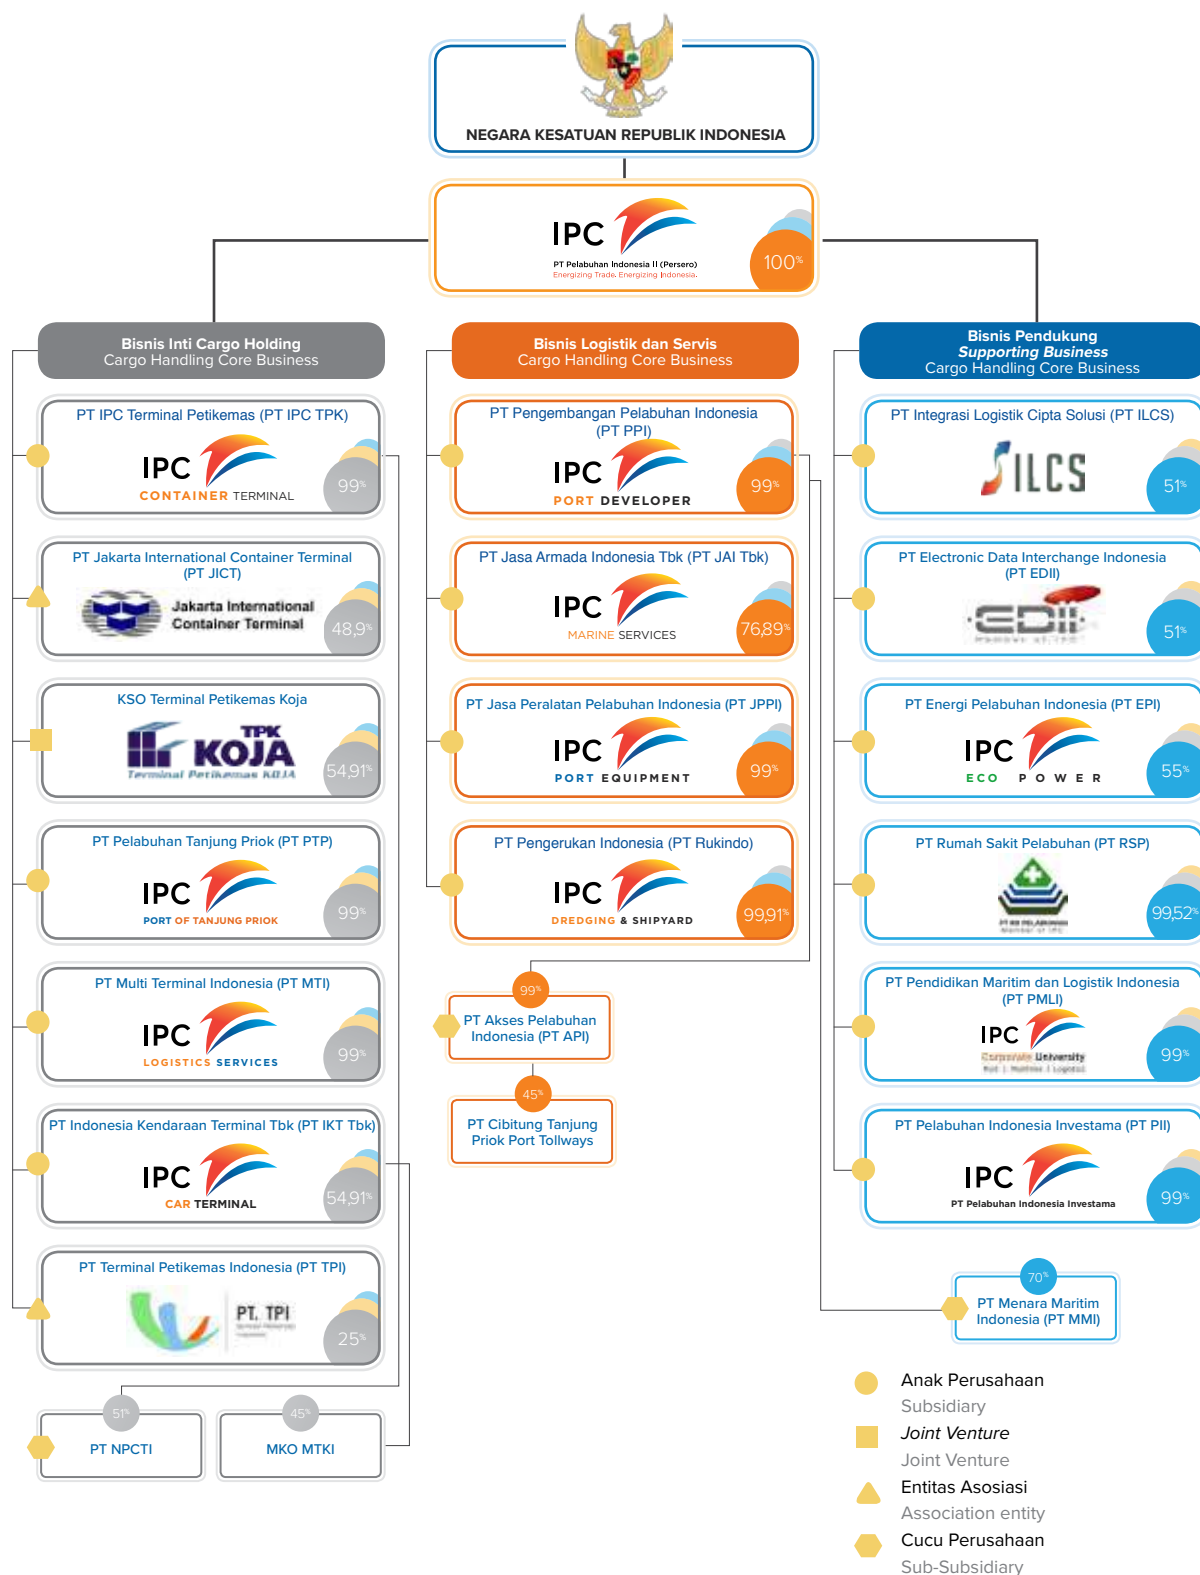 NEGARA KESATUAN REPUBLIK INDONESIA
IPC
PT Pelabuhan Indonesia II (Persero)
Energizing Trade. Energizing Indonesia.
100%
Bisnis Inti Cargo Holding
Cargo Handling Core Business
PT IPC Terminal Petikemas (PT IPC TPK)
IPC
CONTAINER TERMINAL
99%
PT Jakarta International Container Terminal
(PT JICT)
Jakarta International
Container Terminal
48,9%
KSO Terminal Petikemas Koja
TPK
KOJA
Terminal Petikemas KOJA
54,91%
PT Pelabuhan Tanjung Priok (PT PTP)
IPC
PORT OF TANJUNG PRIOK
99%
PT Multi Terminal Indonesia (PT MTI)
IPC
LOGISTICS SERVICES
99%
PT Indonesia Kendaraan Terminal Tbk (PT IKT Tbk)
IPC
CAR TERMINAL
54,91%
PT Terminal Petikemas Indonesia (PT TPI)
PT. TPI
25%
51%
PT NPCTI
45%
MKO MTKI
Bisnis Logistik dan Servis
Cargo Handling Core Business
PT Pengembangan Pelabuhan Indonesia
(PT PPI)
IPC
PORT DEVELOPER
99%
PT Jasa Armada Indonesia Tbk (PT JAI Tbk)
IPC
MARINE SERVICES
76,89%
PT Jasa Peralatan Pelabuhan Indonesia (PT JPPI)
IPC
PORT EQUIPMENT
99%
PT Pengerukan Indonesia (PT Rukindo)
IPC
DREDGING & SHIPYARD
99,91%
99%
PT Akses Pelabuhan
Indonesia (PT API)
45%
PT Cibitung Tanjung
Priok Port Tollways
Bisnis Pendukung
Supporting Business
Cargo Handling Core Business
PT Integrasi Logistik Cipta Solusi (PT ILCS)
ILCS
51%
PT Electronic Data Interchange Indonesia
(PT EDII)
EDII
51%
PT Energi Pelabuhan Indonesia (PT EPI)
IPC
ECO POWER
55%
PT Rumah Sakit Pelabuhan (PT RSP)
PT RS PELABUHAN
Member of IPC
99,52%
PT Pendidikan Maritim dan Logistik Indonesia
(PT PMLI)
IPC
Corporate University
Port | Maritime | Logistic
99%
PT Pelabuhan Indonesia Investama (PT PII)
IPC
PT Pelabuhan Indonesia Investama
99%
70%
PT Menara Maritim
Indonesia (PT MMI)
Anak Perusahaan
Subsidiary
Joint Venture
Joint Venture
Entitas Asosiasi
Association entity
Cucu Perusahaan
Sub-Subsidiary